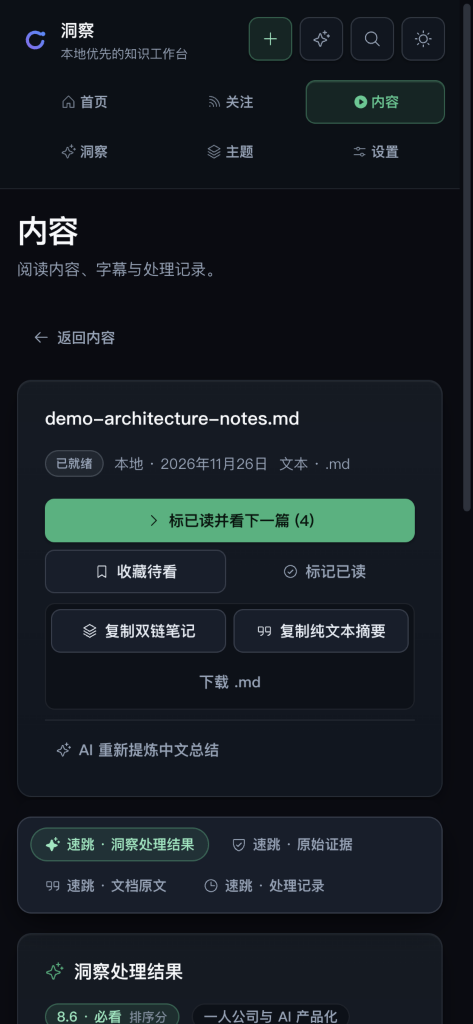 洞察
本地优先的知识工作台
首页
关注
内容
洞察
主题
设置
内容
阅读内容、字幕与处理记录。
返回内容
demo-architecture-notes.md
已就绪 本地 · 2026年11月26日 文本 · .md
标已读并看下一篇 (4)
收藏待看
标记已读
复制双链笔记
复制纯文本摘要
下载 .md
AI 重新提炼中文总结
速跳 · 洞察处理结果
速跳 · 原始证据
速跳 · 文档原文
速跳 · 处理记录
洞察处理结果
8.6 · 必看 排序分
一人公司与 AI 产品化